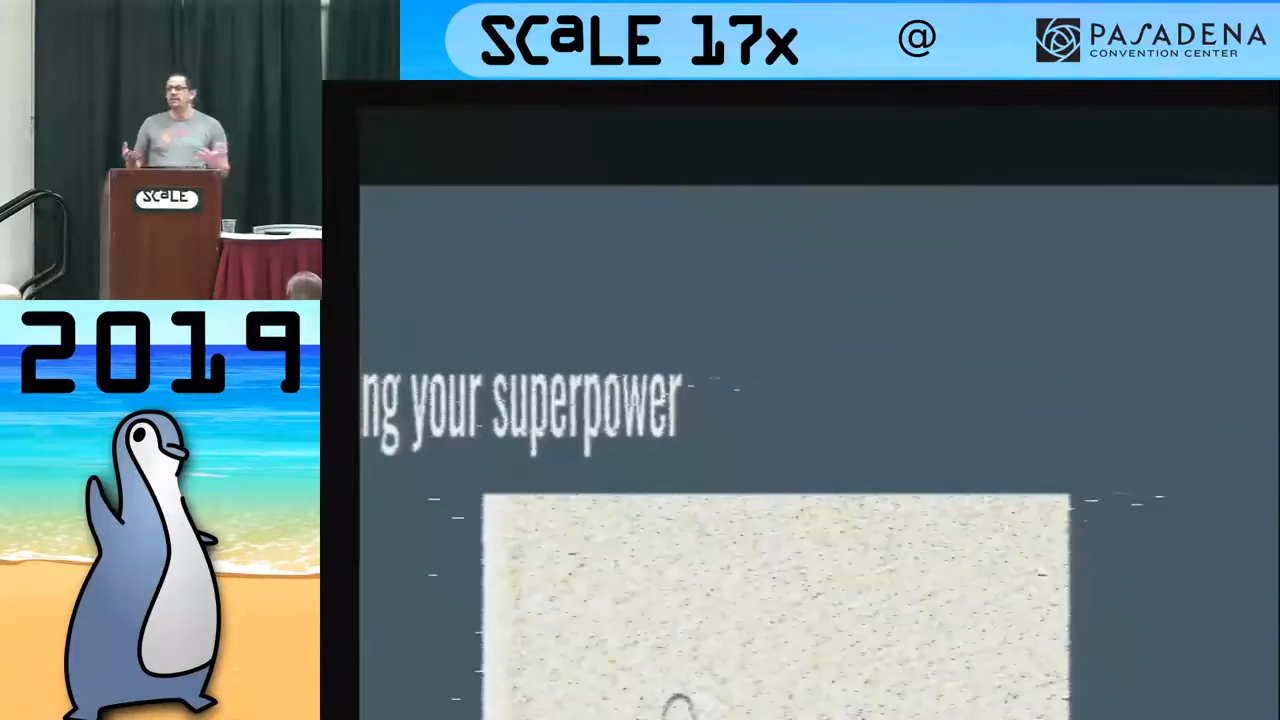 SCaLE 17x
@
PASADENA
CONVENTION CENTER
SCaLE
2019
ng your superpower